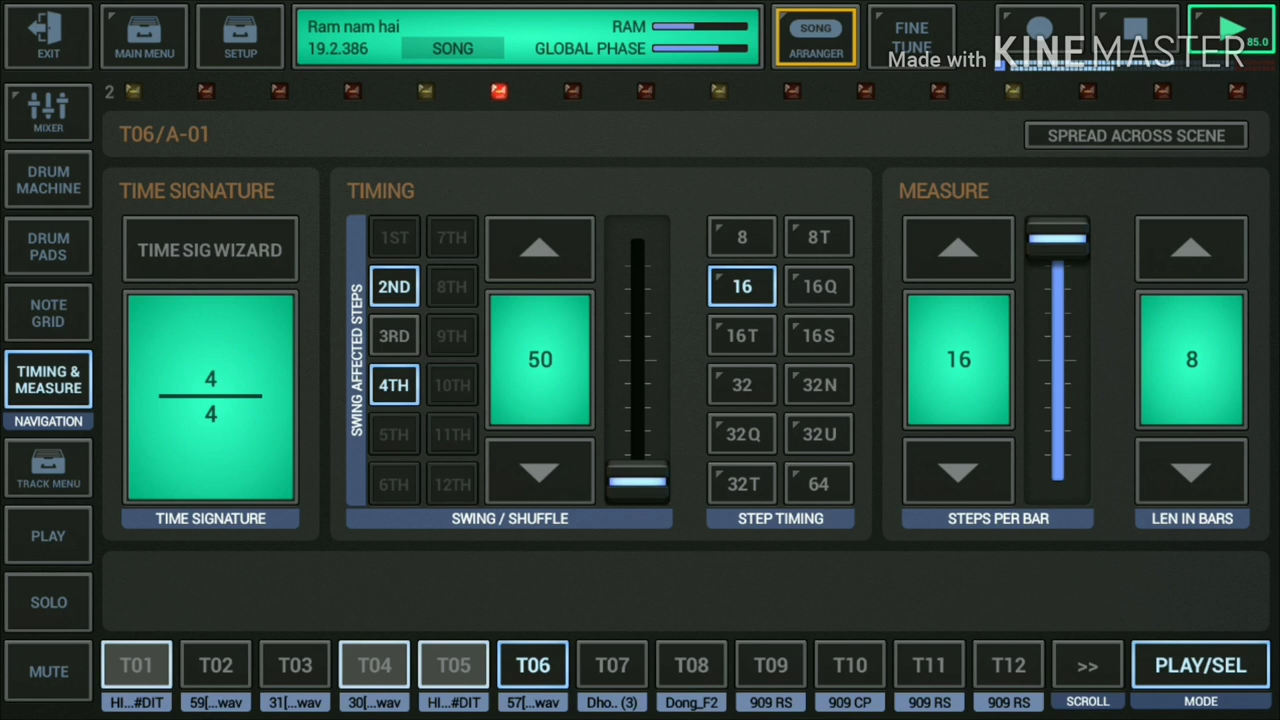 EXIT
MAIN MENU
SETUP
Ram nam hai
RAM
19.2.386
SONG
GLOBAL PHASE
SONG
ARRANGER
FINE
TUNE
85.0
Made with KINEMASTER
MIXER
2
T06/A-01
SPREAD ACROSS SCENE
DRUM
MACHINE
DRUM
PADS
NOTE
GRID
TIMING &
MEASURE
NAVIGATION
TRACK MENU
PLAY
SOLO
MUTE
TIME SIGNATURE
TIME SIG WIZARD
4
4
TIME SIGNATURE
TIMING
SWING AFFECTED STEPS
1ST
7TH
2ND
8TH
3RD
9TH
4TH
10TH
5TH
11TH
6TH
12TH
50
SWING / SHUFFLE
8
8T
16
16Q
16T
16S
32
32N
32Q
32U
32T
64
STEP TIMING
MEASURE
16
STEPS PER BAR
8
LEN IN BARS
T01
T02
T03
T04
T05
T06
T07
T08
T09
T10
T11
T12
>>
PLAY/SEL
HI...#DIT
59[...wav
31[...wav
30[...wav
HI...#DIT
57[...wav
Dho.. (3)
Dong_F2
909 RS
909 CP
909 RS
909 RS
SCROLL
MODE